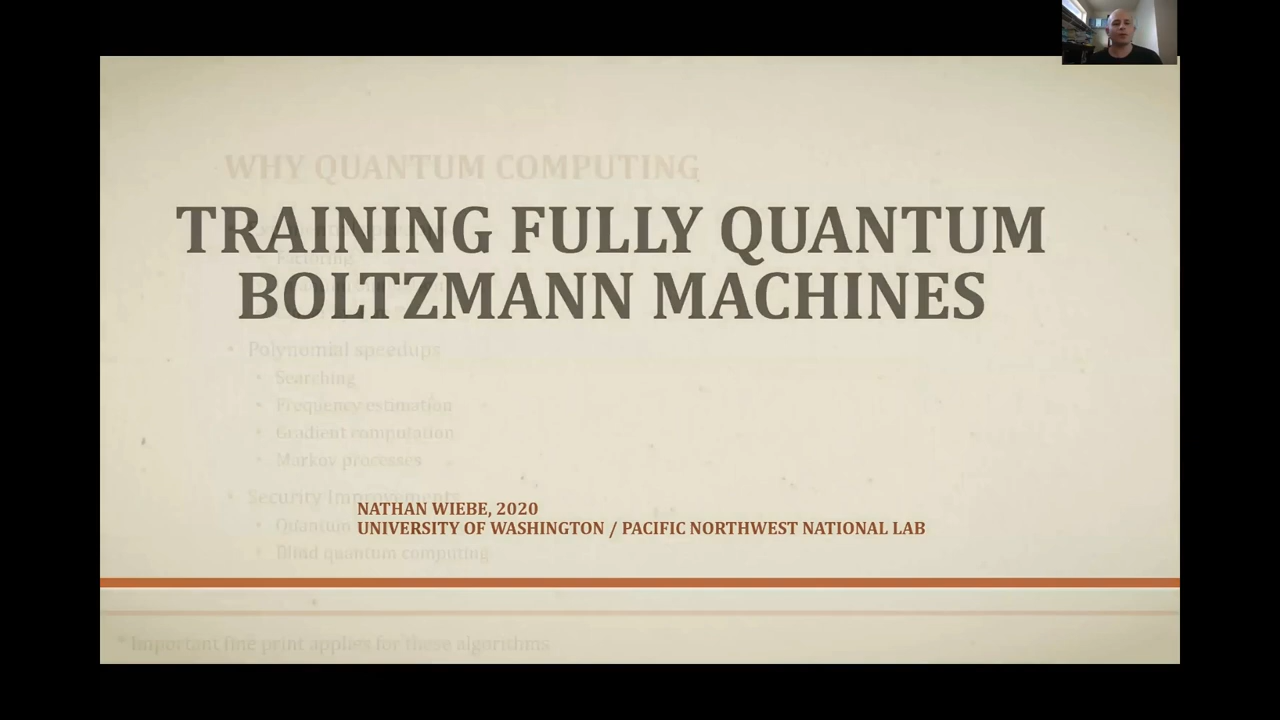 WHY QUANTUM COMPUTING
TRAINING FULLY QUANTUM
Factoring
BOLTZMANN MACHINES
• Polynomial speedups
• Searching
• Frequency estimation
• Gradient computation
• Markov processes
• Security Improvements
NATHAN WIEBE, 2020
• Quantum
UNIVERSITY OF WASHINGTON / PACIFIC NORTHWEST NATIONAL LAB
• Blind quantum computing
* Important fine print applies for these algorithms